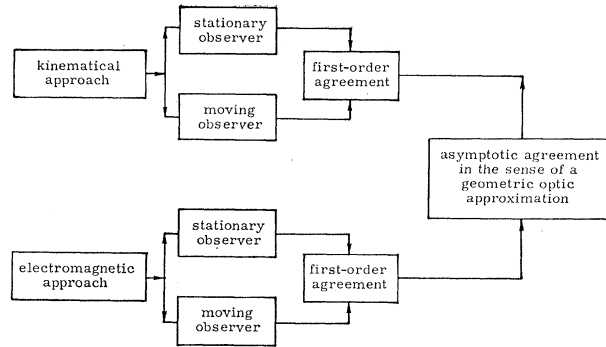 stationary
observer
kinematical
approach
first-order
agreement
moving
observer
asymptotic agreement
in the sense of a
geometric optic
approximation
stationary
observer
electromagnetic
approach
first-order
agreement
moving
observer